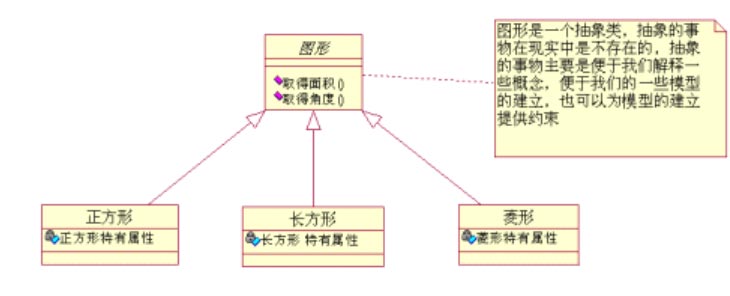 图形
取得面积()
取得角度()
图形是一个抽象类，抽象的事
物在现实中是不存在的，抽象
的事物主要是便于我们解释一
些概念，便于我们的一些模型
的建立，也可以为模型的建立
提供约束
正方形
正方形特有属性
长方形
长方形 特有属性
菱形
菱形特有属性